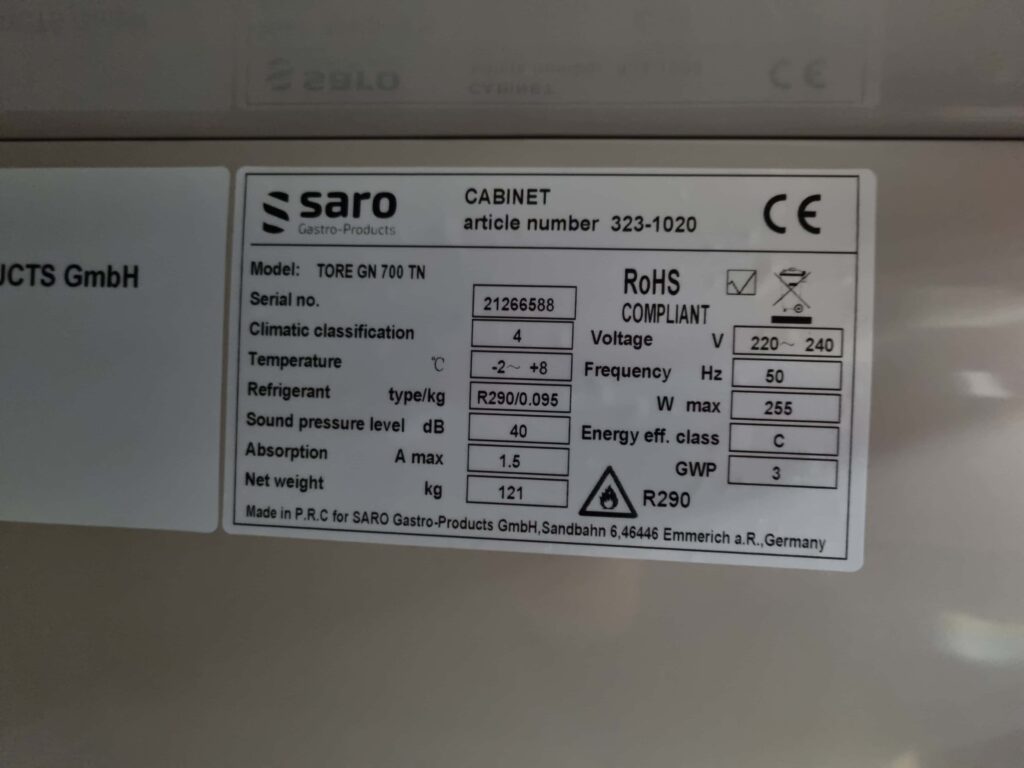 saro
Gastro-Products
CABINET
article number 323-1020
CE
UCTS GmbH
Model: TORE GN 700 TN
RoHS
COMPLIANT
Serial no. 21266588
Climatic classification 4
Temperature ℃ -2~ +8
Refrigerant type/kg R290/0.095
Sound pressure level dB 40
Absorption A max 1.5
Net weight kg 121
Voltage V 220~ 240
Frequency Hz 50
W max 255
Energy eff. class C
GWP 3
R290
Made in P.R.C for SARO Gastro-Products GmbH,Sandbahn 6,46446 Emmerich a.R.,Germany